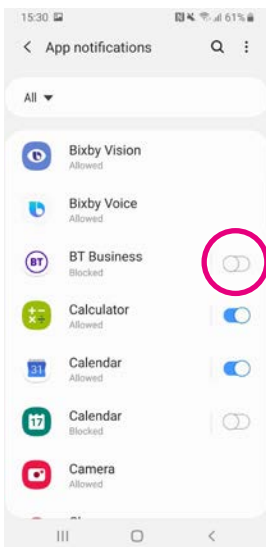 15:30 61%
App notifications
All
Bixby Vision
Allowed
Bixby Voice
Allowed
BT BT Business
Blocked
Calculator
Allowed
31 Calendar
Allowed
17 Calendar
Blocked
Camera
Allowed